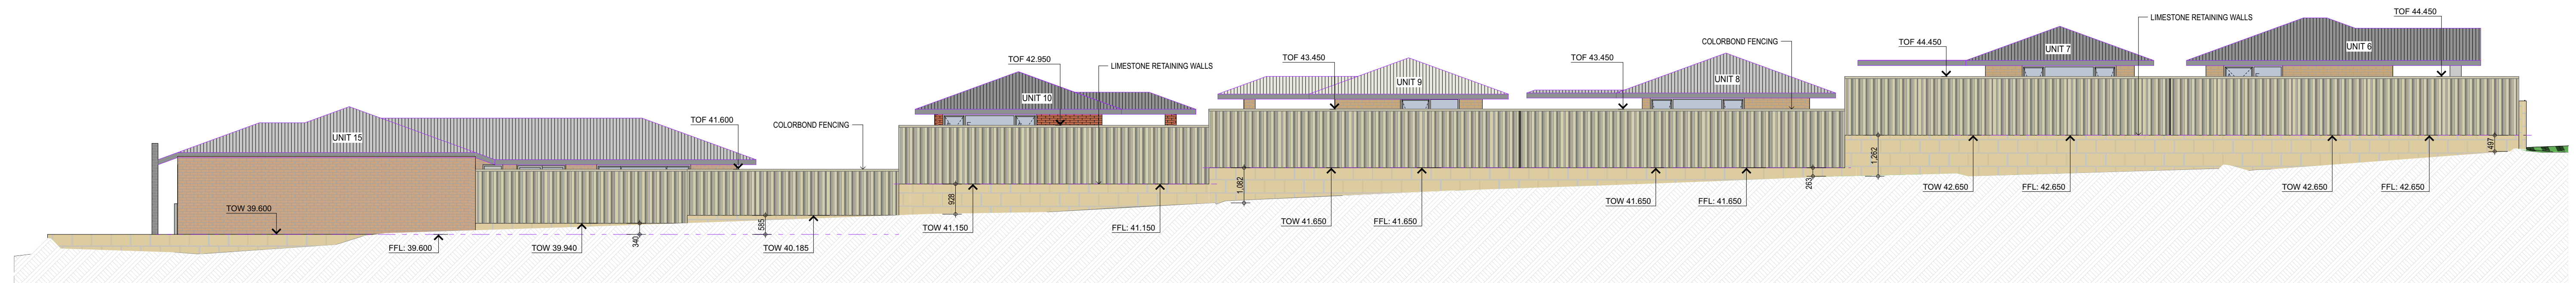 UNIT 15
TOW 39.600
FFL: 39.600
TOW 39.940
340
TOF 41.600
585
TOW 40.185
COLORBOND FENCING
UNIT 10
TOF 42.950
LIMESTONE RETAINING WALLS
928
TOW 41.150
FFL: 41.150
1,082
TOF 43.450
UNIT 9
TOW 41.650
FFL: 41.650
TOF 43.450
UNIT 8
COLORBOND FENCING
TOW 41.650
FFL: 41.650
263
1,262
TOF 44.450
UNIT 7
LIMESTONE RETAINING WALLS
TOW 42.650
FFL: 42.650
UNIT 6
TOF 44.450
TOW 42.650
FFL: 42.650
497